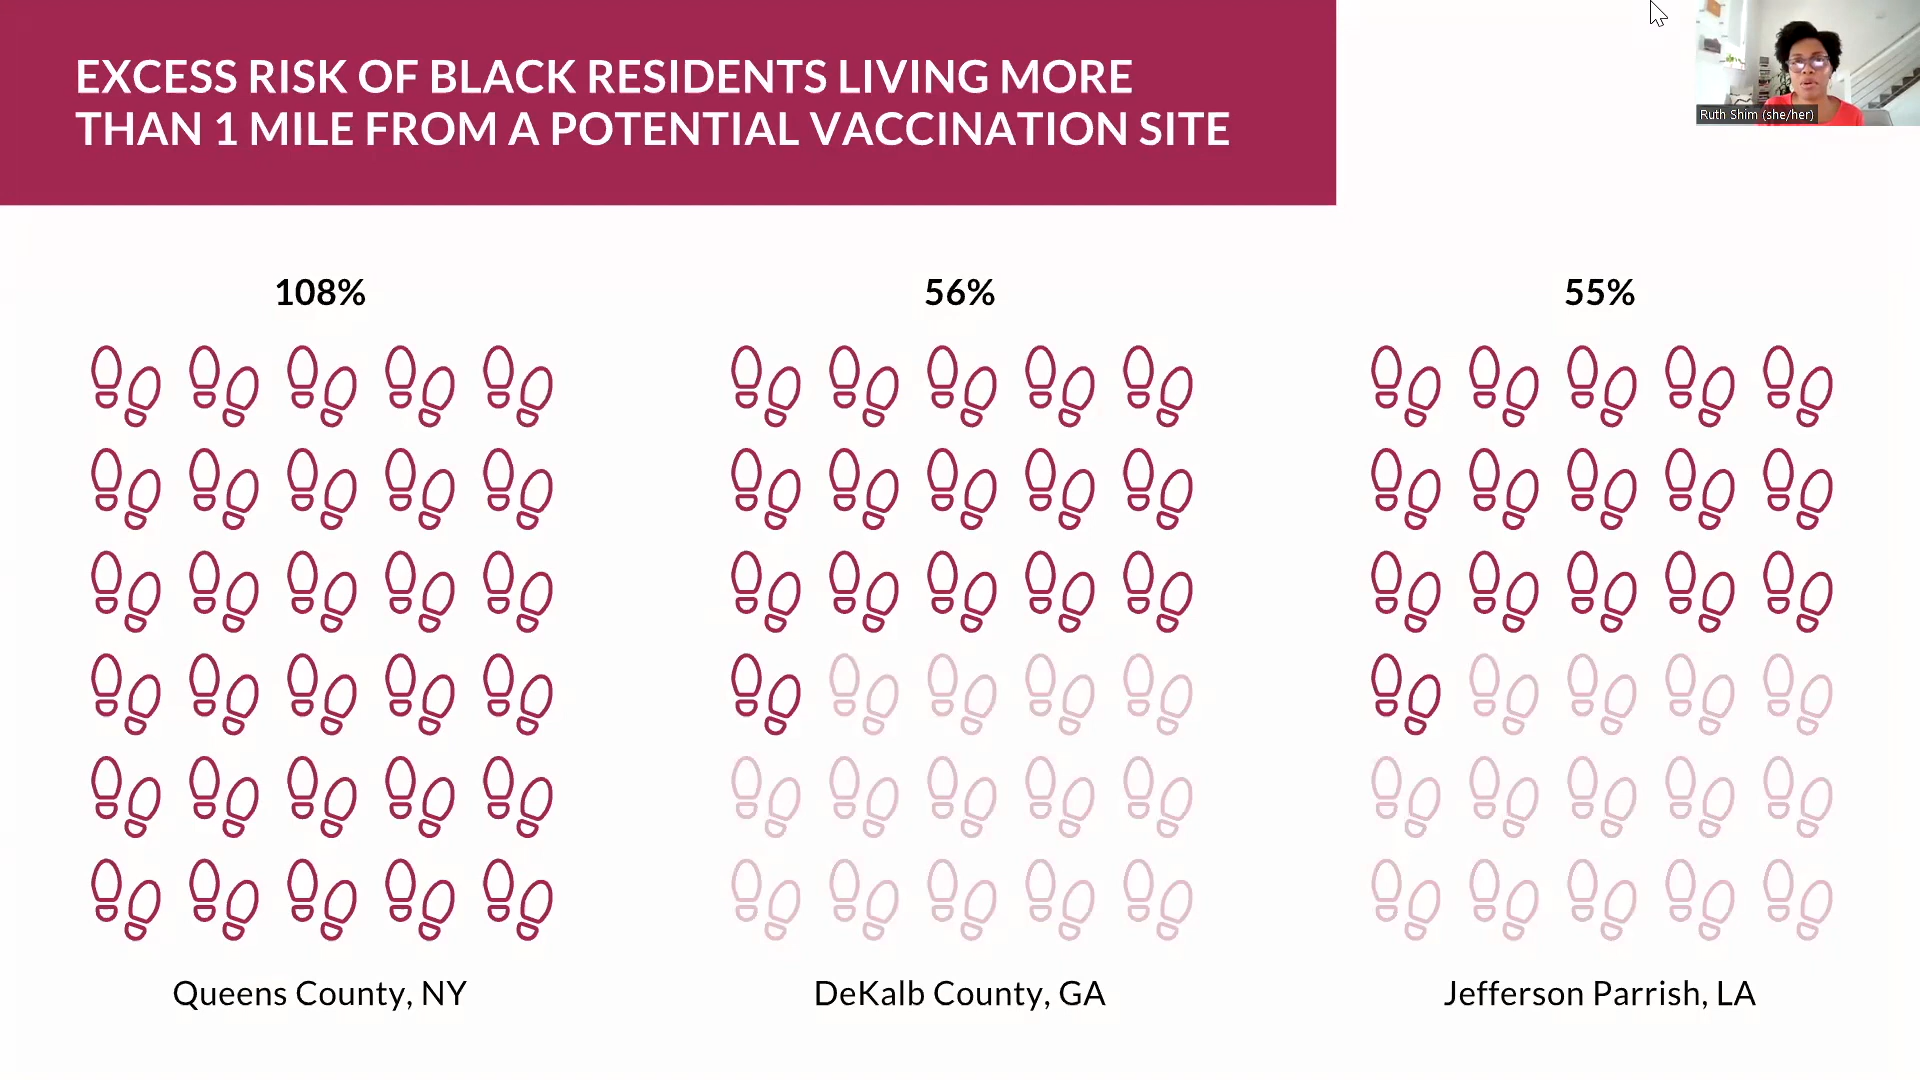 EXCESS RISK OF BLACK RESIDENTS LIVING MORE
THAN 1 MILE FROM A POTENTIAL VACCINATION SITE
Ruth Shim (she/her)
108%
56%
55%
Queens County, NY
DeKalb County, GA
Jefferson Parrish, LA